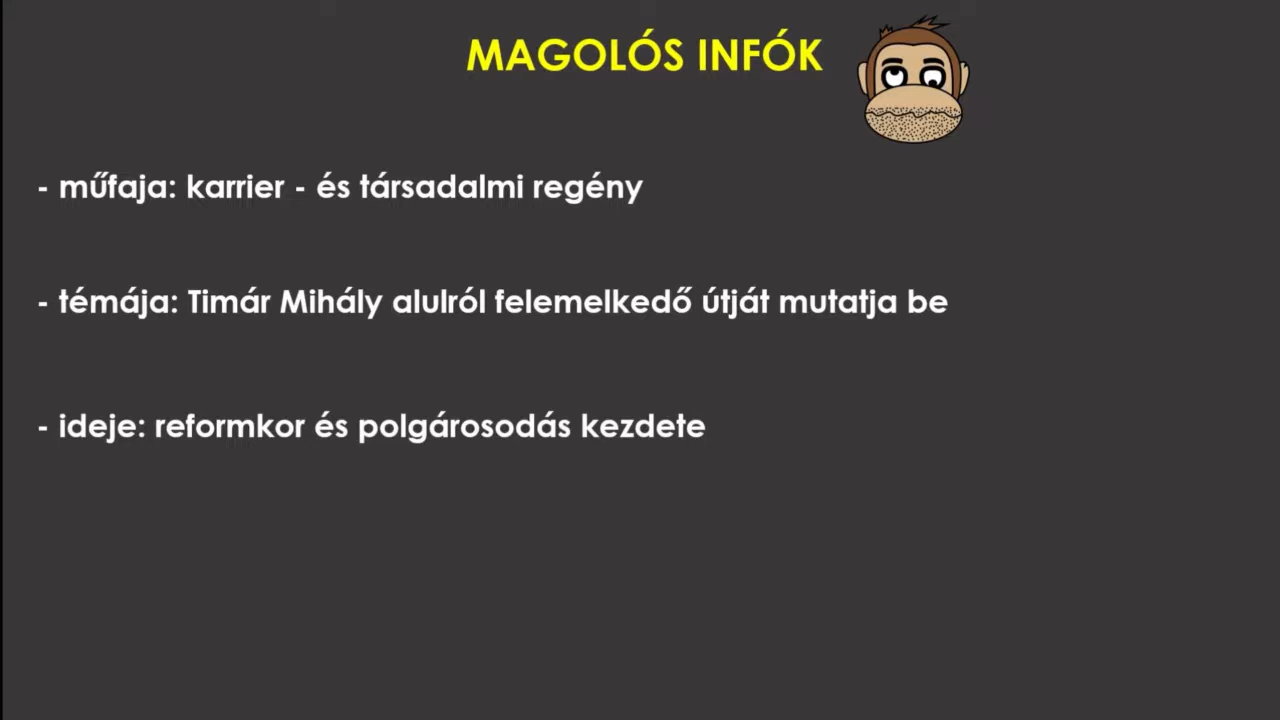 MAGOLÓS INFÓK
- műfaja: karrier - és társadalmi regény
- témája: Timár Mihály alulról felemelkedő útját mutatja be
- ideje: reformkor és polgárosodás kezdete